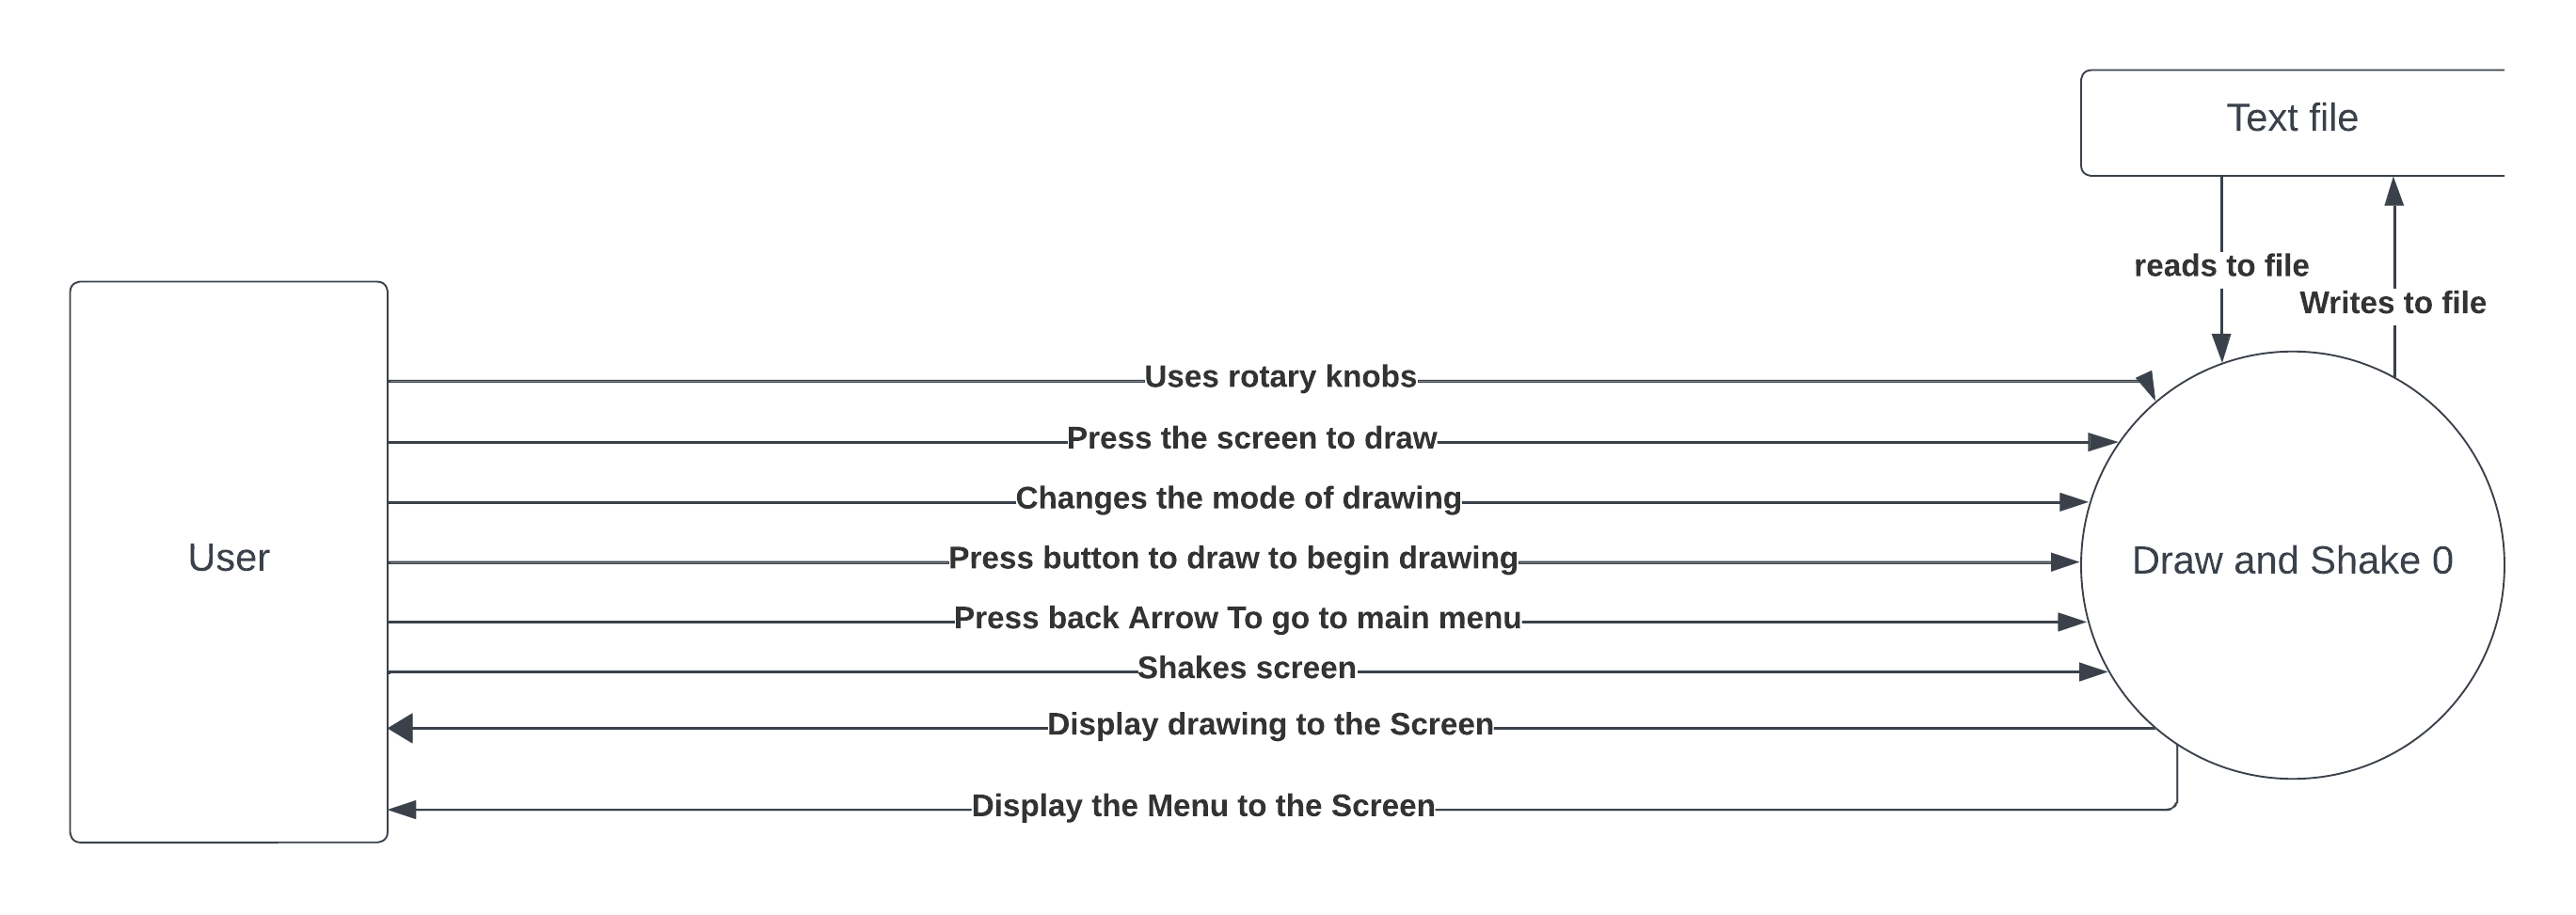 Text file
reads to file
Writes to file
Uses rotary knobs
Press the screen to draw
Changes the mode of drawing
User
Press button to draw to begin drawing
Draw and Shake 0
Press back Arrow To go to main menu
Shakes screen
Display drawing to the Screen
Display the Menu to the Screen